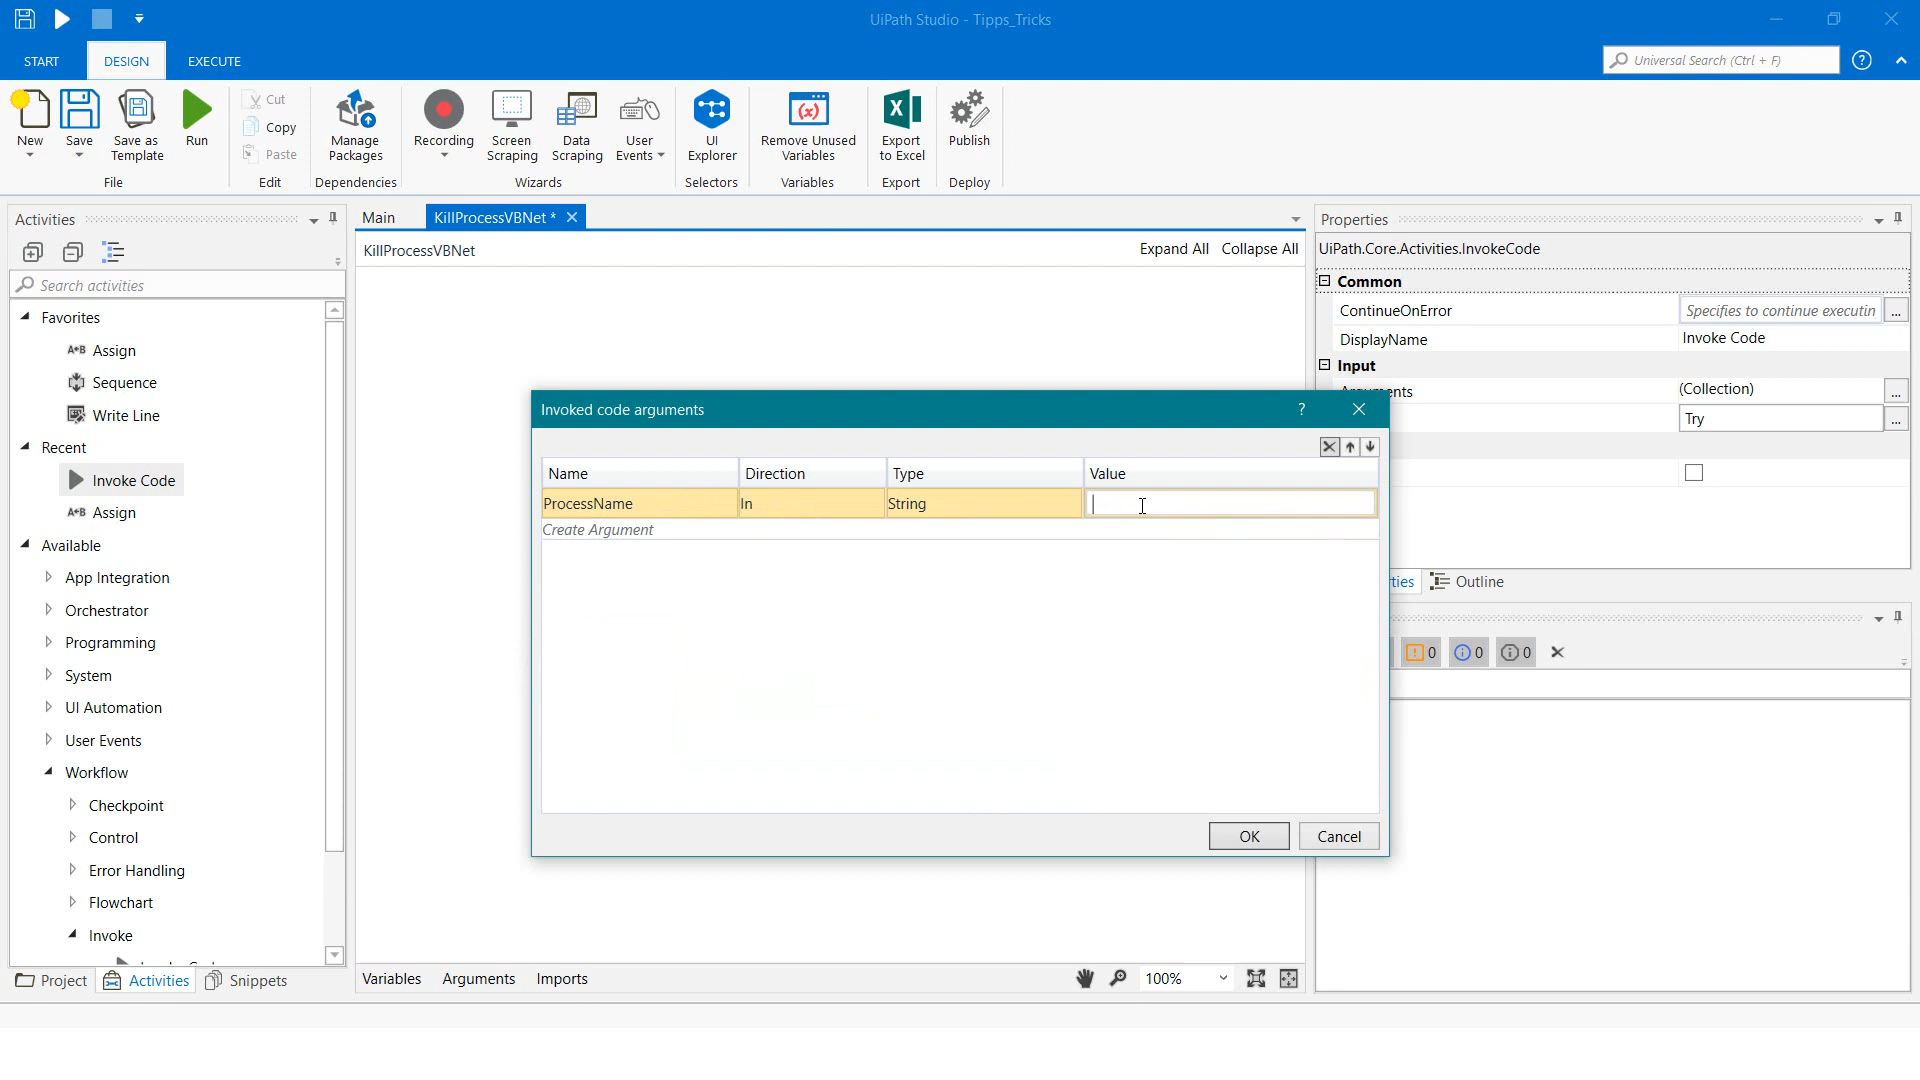 UiPath Studio - Tipps_Tricks
START
DESIGN
EXECUTE
Universal Search (Ctrl + F)
New
Save
Save as
Template
Run
Cut
Copy
Paste
Manage
Packages
Recording
Screen
Scraping
Data
Scraping
User
Events
UI
Explorer
Remove Unused
Variables
Export
to Excel
Publish
File
Edit
Dependencies
Wizards
Selectors
Variables
Export
Deploy
Activities
Search activities
Favorites
Assign
Sequence
Write Line
Recent
Invoke Code
Assign
Available
App Integration
Orchestrator
Programming
System
UI Automation
User Events
Workflow
Checkpoint
Control
Error Handling
Flowchart
Invoke
Project
Activities
Snippets
Main
KillProcessVBNet *
KillProcessVBNet
Expand All
Collapse All
Invoked code arguments
?
Name
Direction
Type
Value
ProcessName
In
String
Create Argument
OK
Cancel
Variables
Arguments
Imports
100%
Properties
UiPath.Core.Activities.InvokeCode
Common
ContinueOnError
Specifies to continue executin
...
DisplayName
Invoke Code
Input
Arguments
(Collection)
...
Try
...
ties
Outline
0
0
0